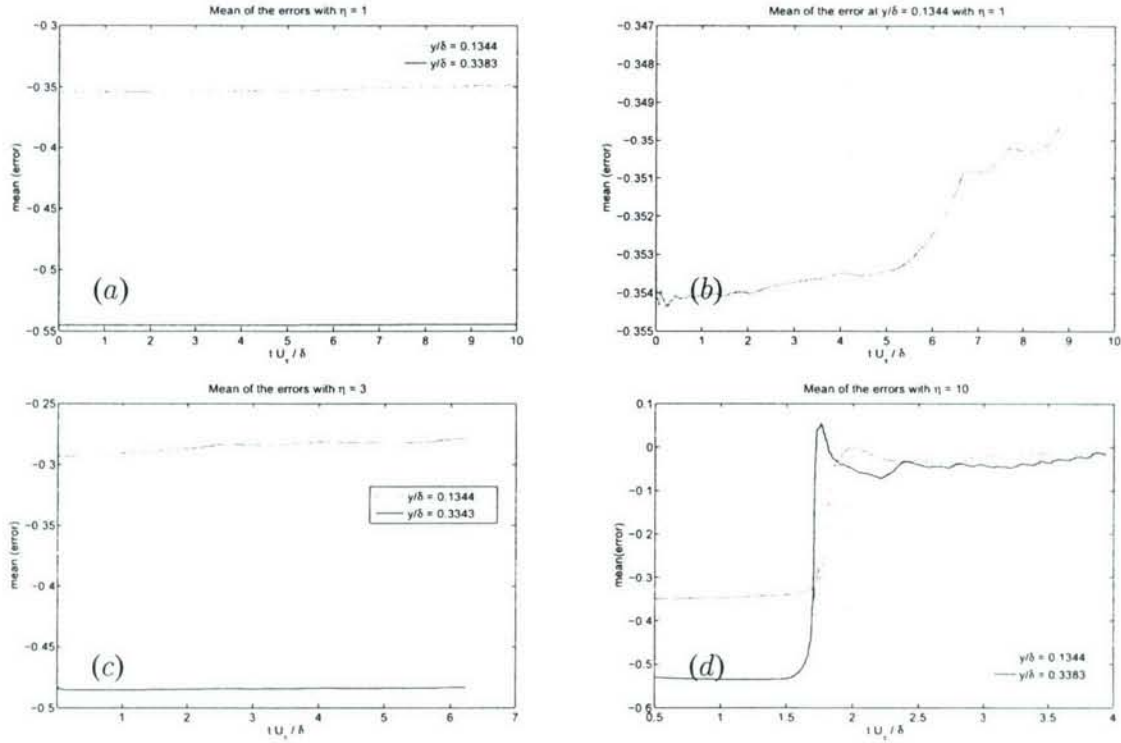 Mean of the errors with η = 1
-0.3
-0.35
-0.4
-0.45
-0.5
-0.55
mean (error)
y/δ = 0.1344
y/δ = 0.3383
(a)
0 1 2 3 4 5 6 7 8 9 10
t U_τ / δ
Mean of the error at y/δ = 0.1344 with η = 1
-0.347
-0.348
-0.349
-0.35
-0.351
-0.352
-0.353
-0.354
-0.355
mean (error)
(b)
0 1 2 3 4 5 6 7 8 9 10
t U_τ / δ
Mean of the errors with η = 3
-0.25
-0.3
-0.35
-0.4
-0.45
-0.5
mean (error)
y/δ = 0.1344
y/δ = 0.3343
(c)
1 2 3 4 5 6 7
t U_τ / δ
Mean of the errors with η = 10
0.1
0
-0.1
-0.2
-0.3
-0.4
-0.5
-0.6
mean(error)
y/δ = 0.1344
y/δ = 0.3383
(d)
0.5 1 1.5 2 2.5 3 3.5 4
t U_τ / δ